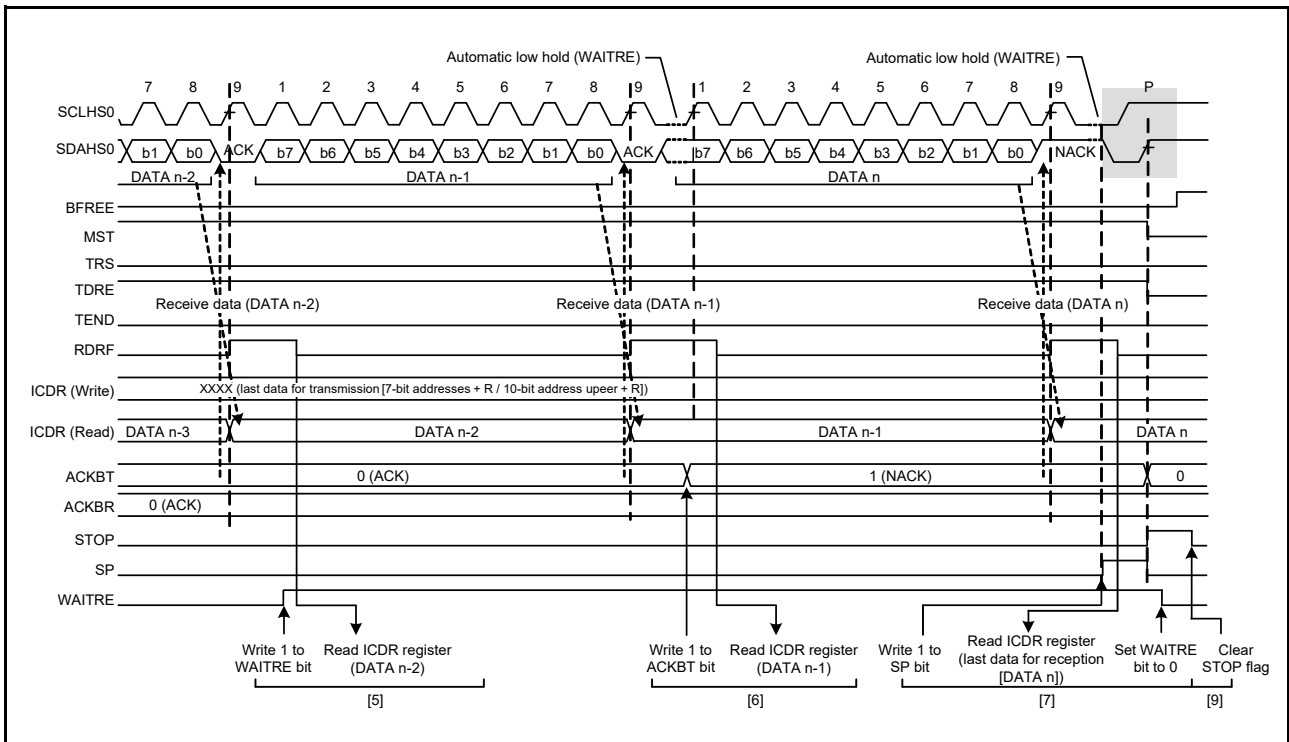 Automatic low hold (WAITRE)
Automatic low hold (WAITRE)
7 8 9 1 2 3 4 5 6 7 8 9 1 2 3 4 5 6 7 8 9 P
SCLHS0
SDAHS0 b1 b0 ACK b7 b6 b5 b4 b3 b2 b1 b0 ACK b7 b6 b5 b4 b3 b2 b1 b0 NACK
DATA n-2 DATA n-1 DATA n
BFREE
MST
TRS
TDRE
Receive data (DATA n-2) Receive data (DATA n-1) Receive data (DATA n)
TEND
RDRF
ICDR (Write) XXXX (last data for transmission [7-bit addresses + R / 10-bit address upeer + R])
ICDR (Read) DATA n-3 DATA n-2 DATA n-1 DATA n
ACKBT 0 (ACK) 1 (NACK) 0
ACKBR 0 (ACK)
STOP
SP
WAITRE
Write 1 to
WAITRE bit
Read ICDR register
(DATA n-2)
Write 1 to
ACKBT bit
Read ICDR register
(DATA n-1)
Write 1 to
SP bit
Read ICDR register
(last data for reception
[DATA n])
Set WAITRE
bit to 0
Clear
STOP flag
[5] [6] [7] [9]